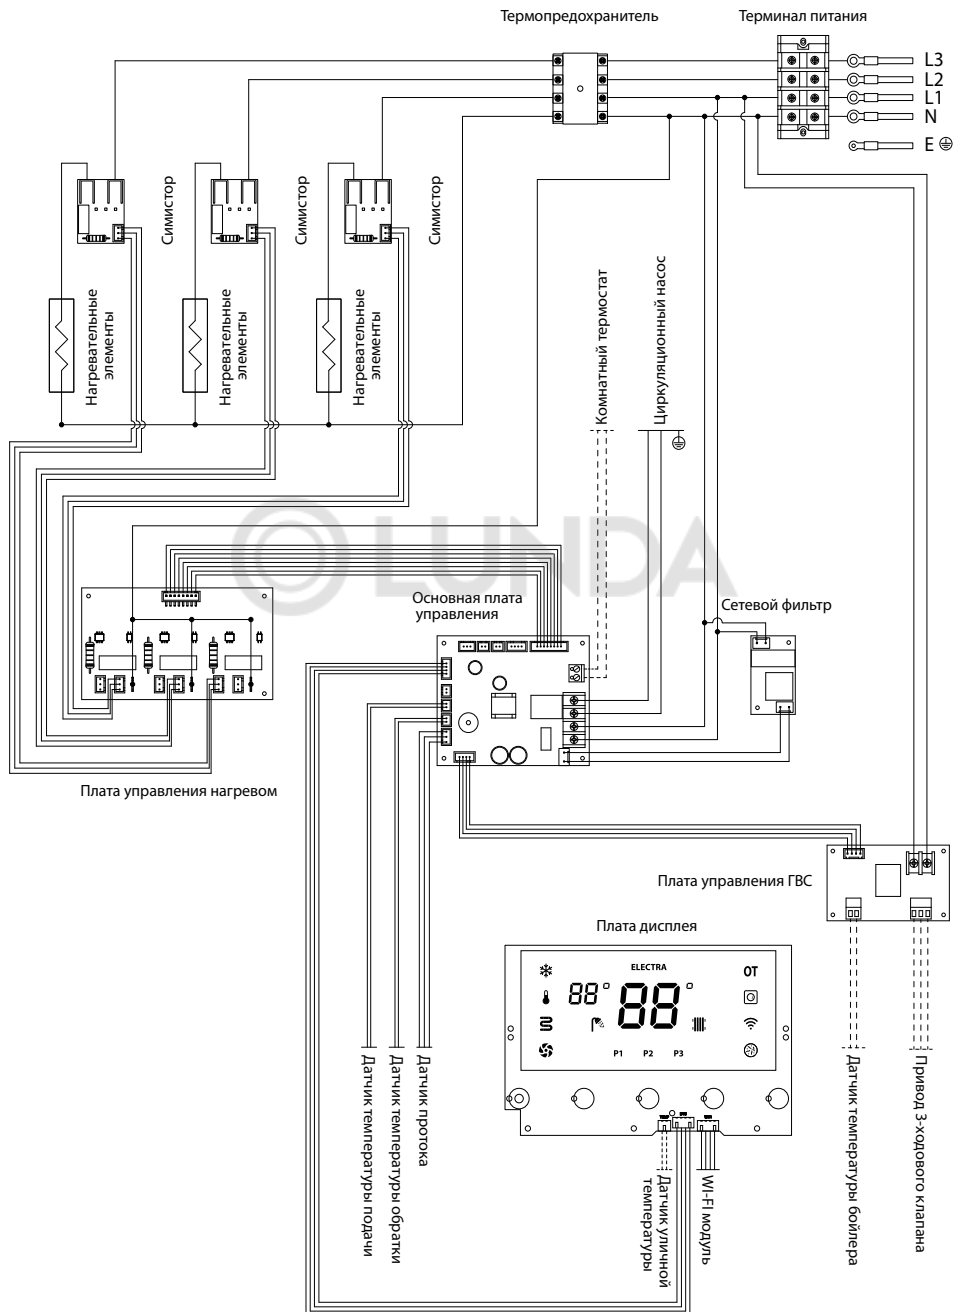 Термопредохранитель
Терминал питания
L3
L2
L1
N
E
Симистор
Симистор
Симистор
Нагревательные
элементы
Нагревательные
элементы
Нагревательные
элементы
Комнатный термостат
Циркуляционный насос
LUNDA
Основная плата
управления
Сетевой фильтр
Плата управления нагревом
Плата управления ГВС
Плата дисплея
ELECTRA
OT
88°
88°
P1 P2 P3
Датчик температуры подачи
Датчик температуры обратки
Датчик протока
Датчик уличной
температуры
WI-FI модуль
Датчик температуры бойлера
Привод 3-ходового клапана